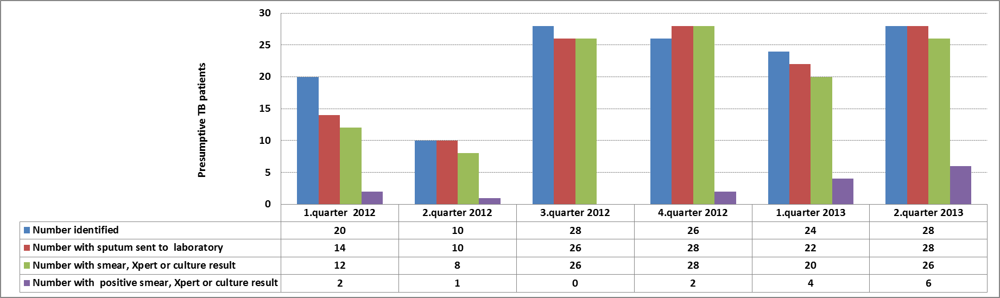 Presumptive TB patients
30
25
20
15
10
5
0
1.quarter  2012 2.quarter 2012 3.quarter 2012 4.quarter 2012 1.quarter 2013 2.quarter 2013
Number identified 20 10 28 26 24 28
Number with sputum sent to  laboratory 14 10 26 28 22 28
Number with smear, Xpert or culture result 12 8 26 28 20 26
Number with  positive smear, Xpert or culture result 2 1 0 2 4 6